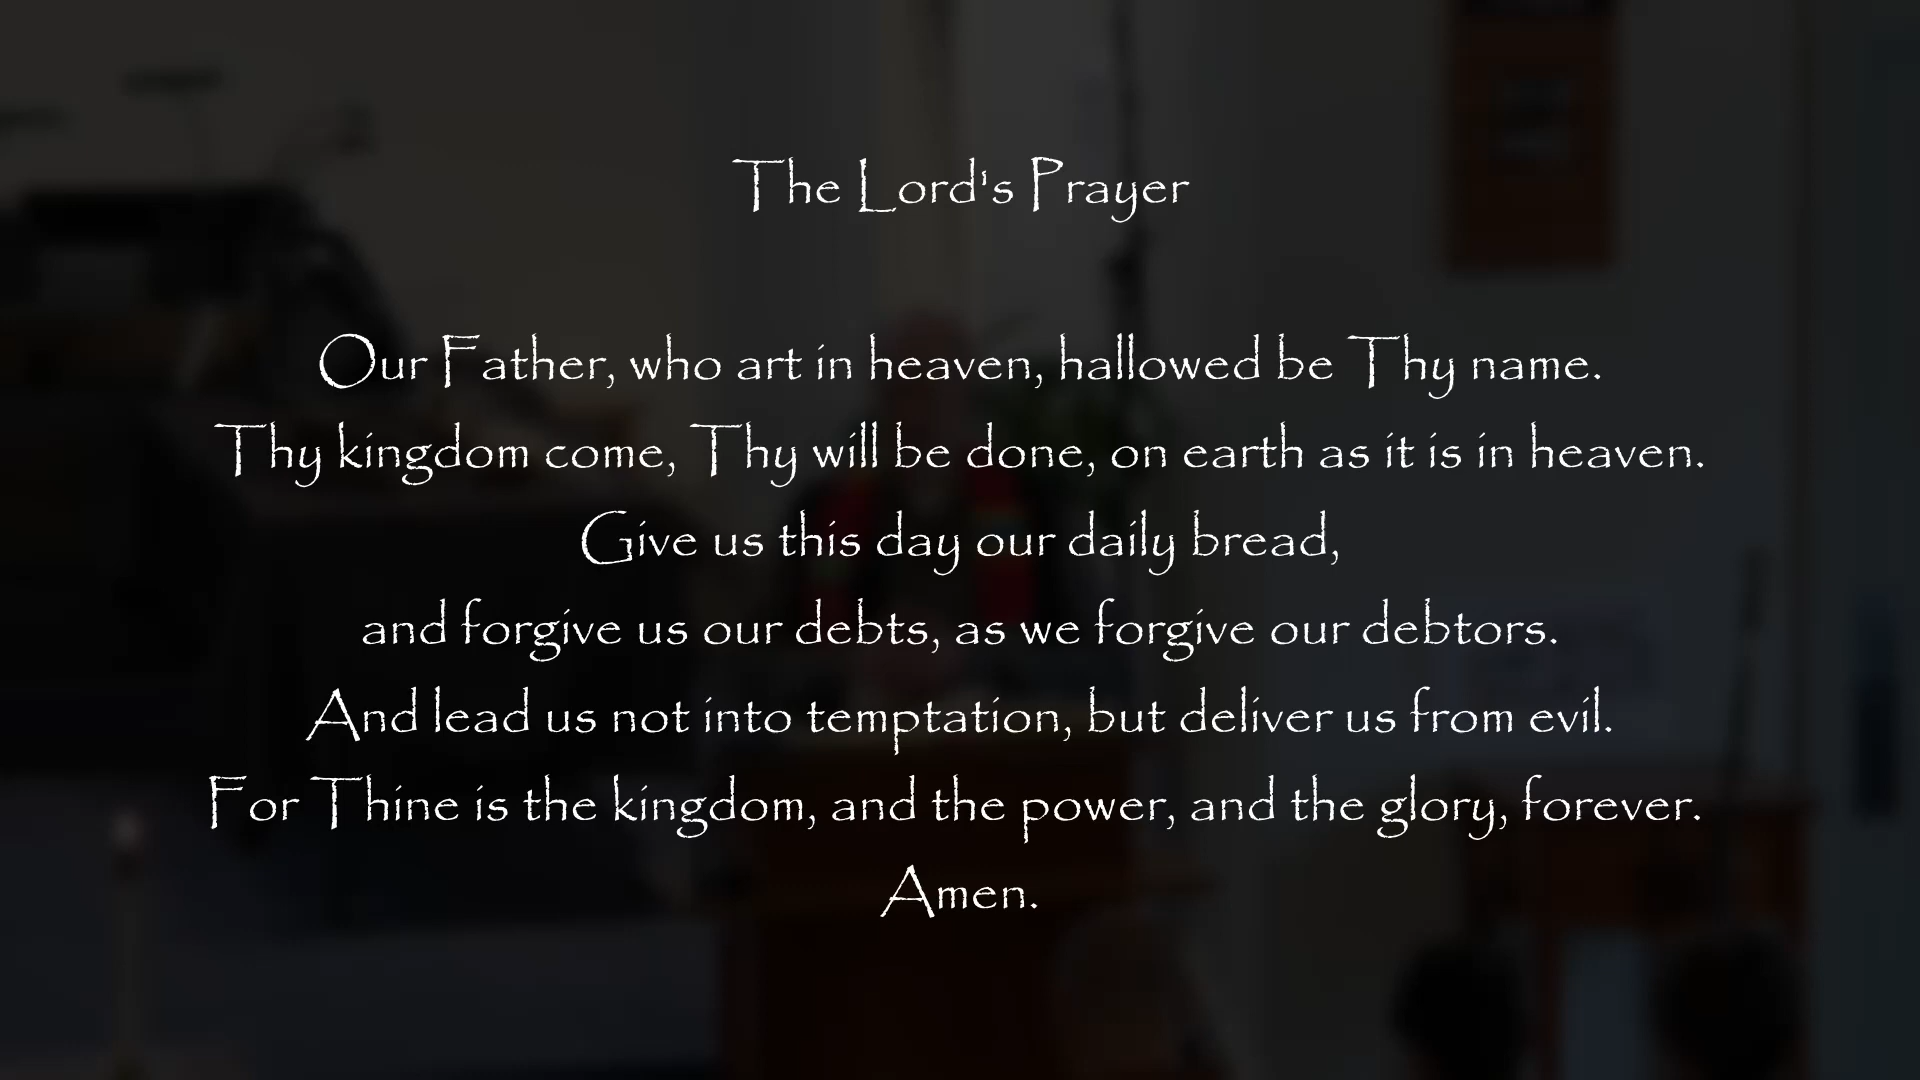 The Lord's Prayer
Our Father, who art in heaven, hallowed be Thy name.
Thy kingdom come, Thy will be done, on earth as it is in heaven.
Give us this day our daily bread,
and forgive us our debts, as we forgive our debtors.
And lead us not into temptation, but deliver us from evil.
For Thine is the kingdom, and the power, and the glory, forever.
Amen.